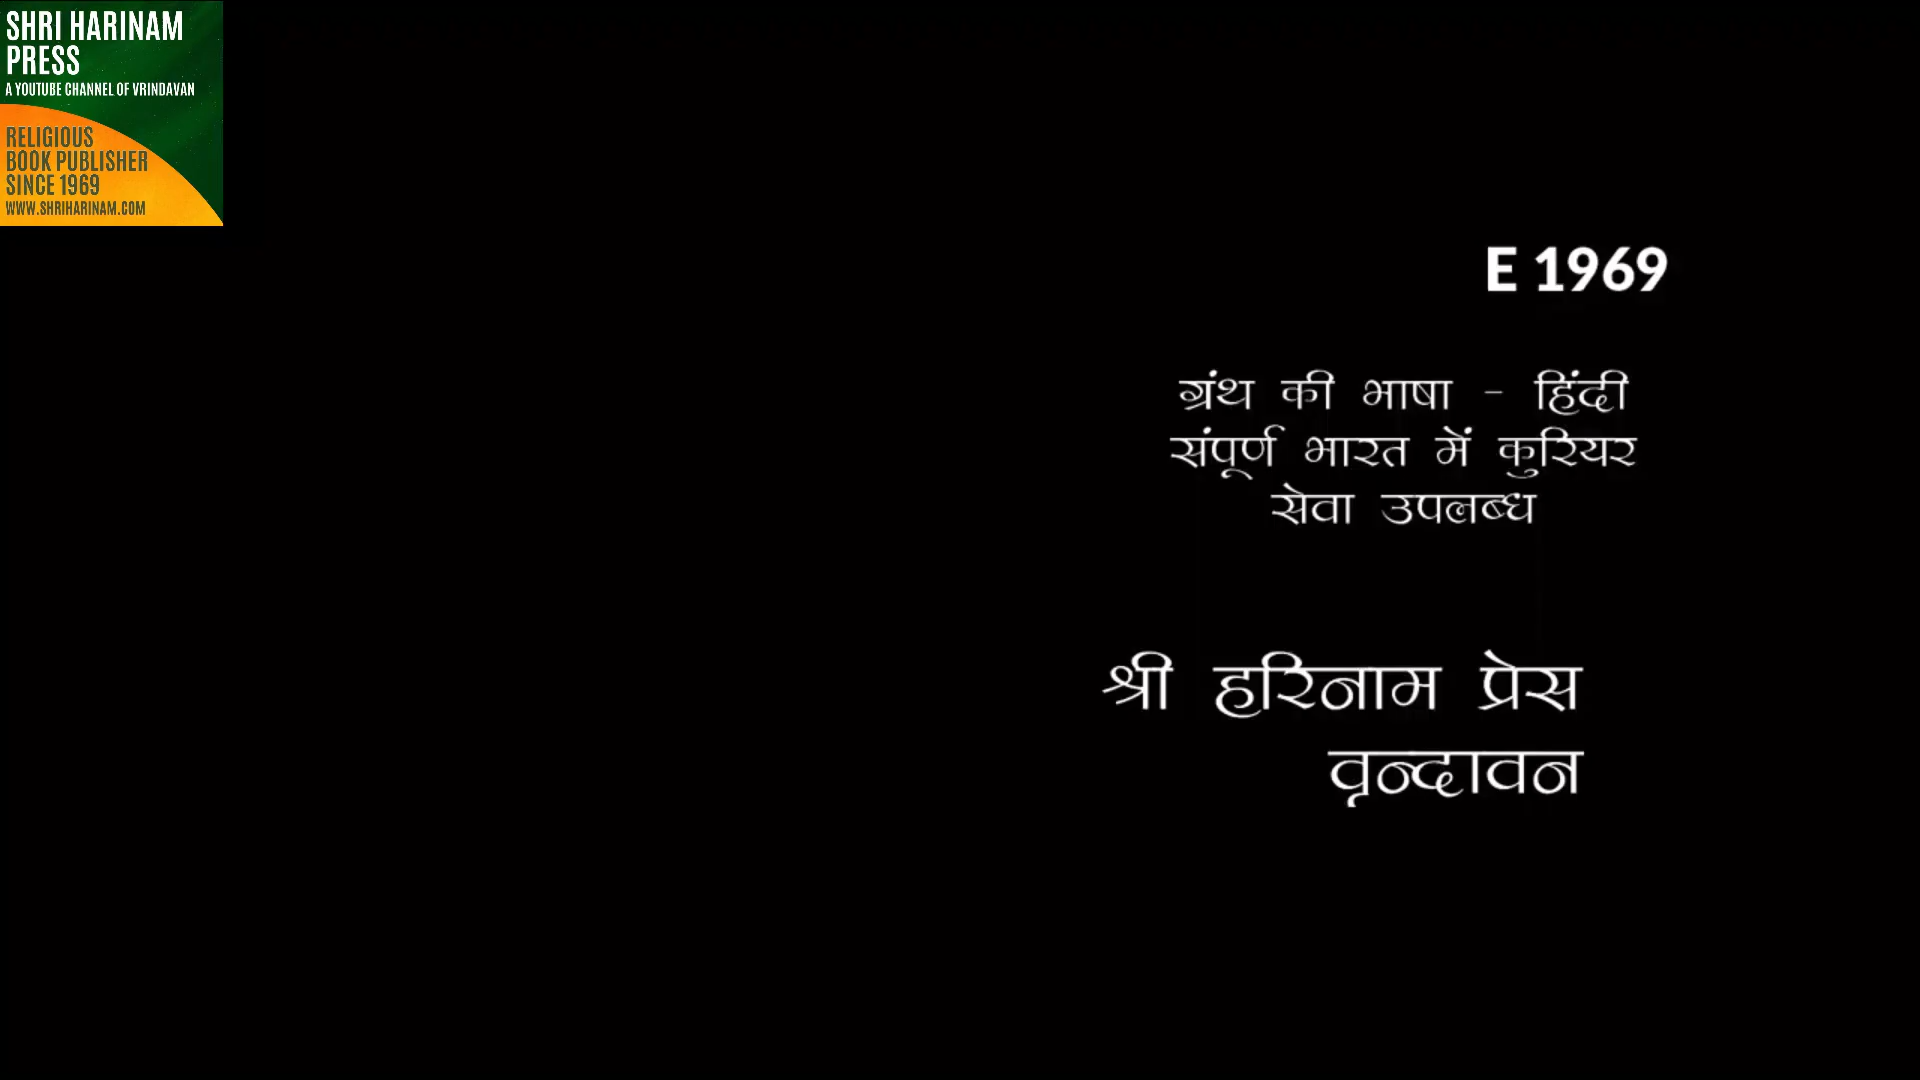 SHRI HARINAM
PRESS
A YOUTUBE CHANNEL OF VRINDAVAN
RELIGIOUS
BOOK PUBLISHER
SINCE 1969
WWW.SHRIHARINAM.COM
E 1969
ग्रंथ की भाषा - हिंदी
संपूर्ण भारत में कुरियर
सेवा उपलब्ध
श्री हरिनाम प्रेस
वृन्दावन